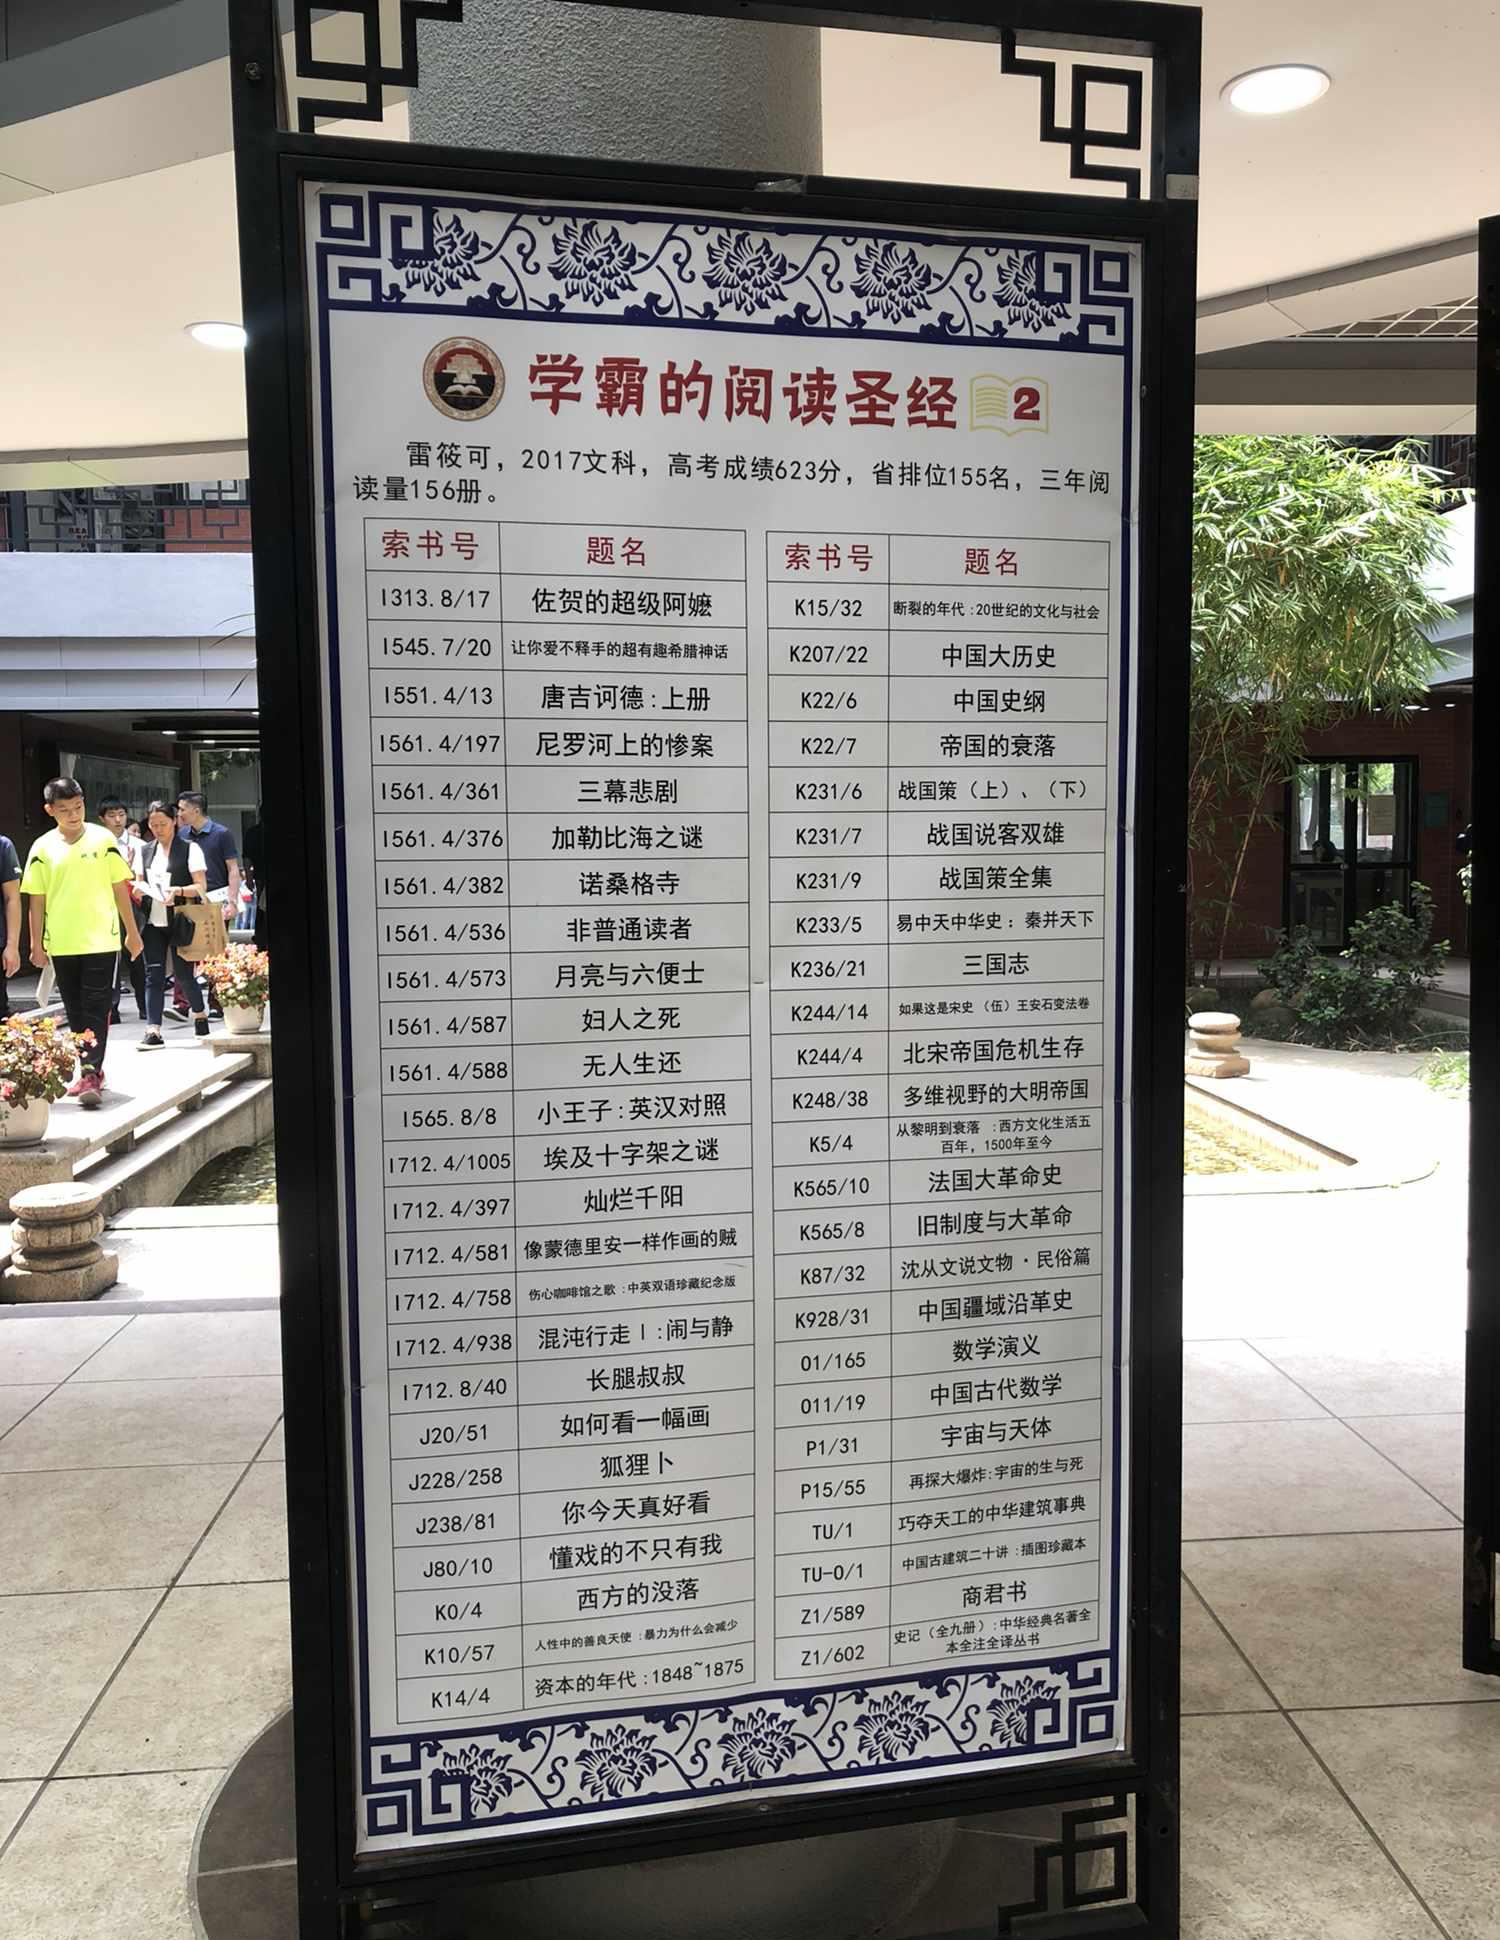 学霸的阅读圣经 2
雷筱可，2017文科，高考成绩623分，省排位155名，三年阅
读量156册。
索书号 题名
I313.8/17 佐贺的超级阿嬷
I545.7/20 让你爱不释手的超有趣希腊神话
I551.4/13 唐吉诃德:上册
I561.4/197 尼罗河上的惨案
I561.4/361 三幕悲剧
I561.4/376 加勒比海之谜
I561.4/382 诺桑格寺
I561.4/536 非普通读者
I561.4/573 月亮与六便士
I561.4/587 妇人之死
I561.4/588 无人生还
I565.8/8 小王子:英汉对照
I712.4/1005 埃及十字架之谜
I712.4/397 灿烂千阳
I712.4/581 像蒙德里安一样作画的贼
I712.4/758 伤心咖啡馆之歌:中英双语珍藏纪念版
I712.4/938 混沌行走Ⅰ:闹与静
I712.8/40 长腿叔叔
J20/51 如何看一幅画
J228/258 狐狸卜
J238/81 你今天真好看
J80/10 懂戏的不只有我
K0/4 西方的没落
K10/57 人性中的善良天使:暴力为什么会减少
K14/4 资本的年代:1848~1875
索书号 题名
K15/32 断裂的年代:20世纪的文化与社会
K207/22 中国大历史
K22/6 中国史纲
K22/7 帝国的衰落
K231/6 战国策（上）、（下）
K231/7 战国说客双雄
K231/9 战国策全集
K233/5 易中天中华史：秦并天下
K236/21 三国志
K244/14 如果这是宋史（伍）王安石变法卷
K244/4 北宋帝国危机生存
K248/38 多维视野的大明帝国
K5/4 从黎明到衰落 :西方文化生活五
百年，1500年至今
K565/10 法国大革命史
K565/8 旧制度与大革命
K87/32 沈从文说文物·民俗篇
K928/31 中国疆域沿革史
O1/165 数学演义
O11/19 中国古代数学
P1/31 宇宙与天体
P15/55 再探大爆炸:宇宙的生与死
TU/1 巧夺天工的中华建筑事典
TU-0/1 中国古建筑二十讲:插图珍藏本
Z1/589 商君书
Z1/602 史记（全九册）:中华经典名著全
本全注全译丛书